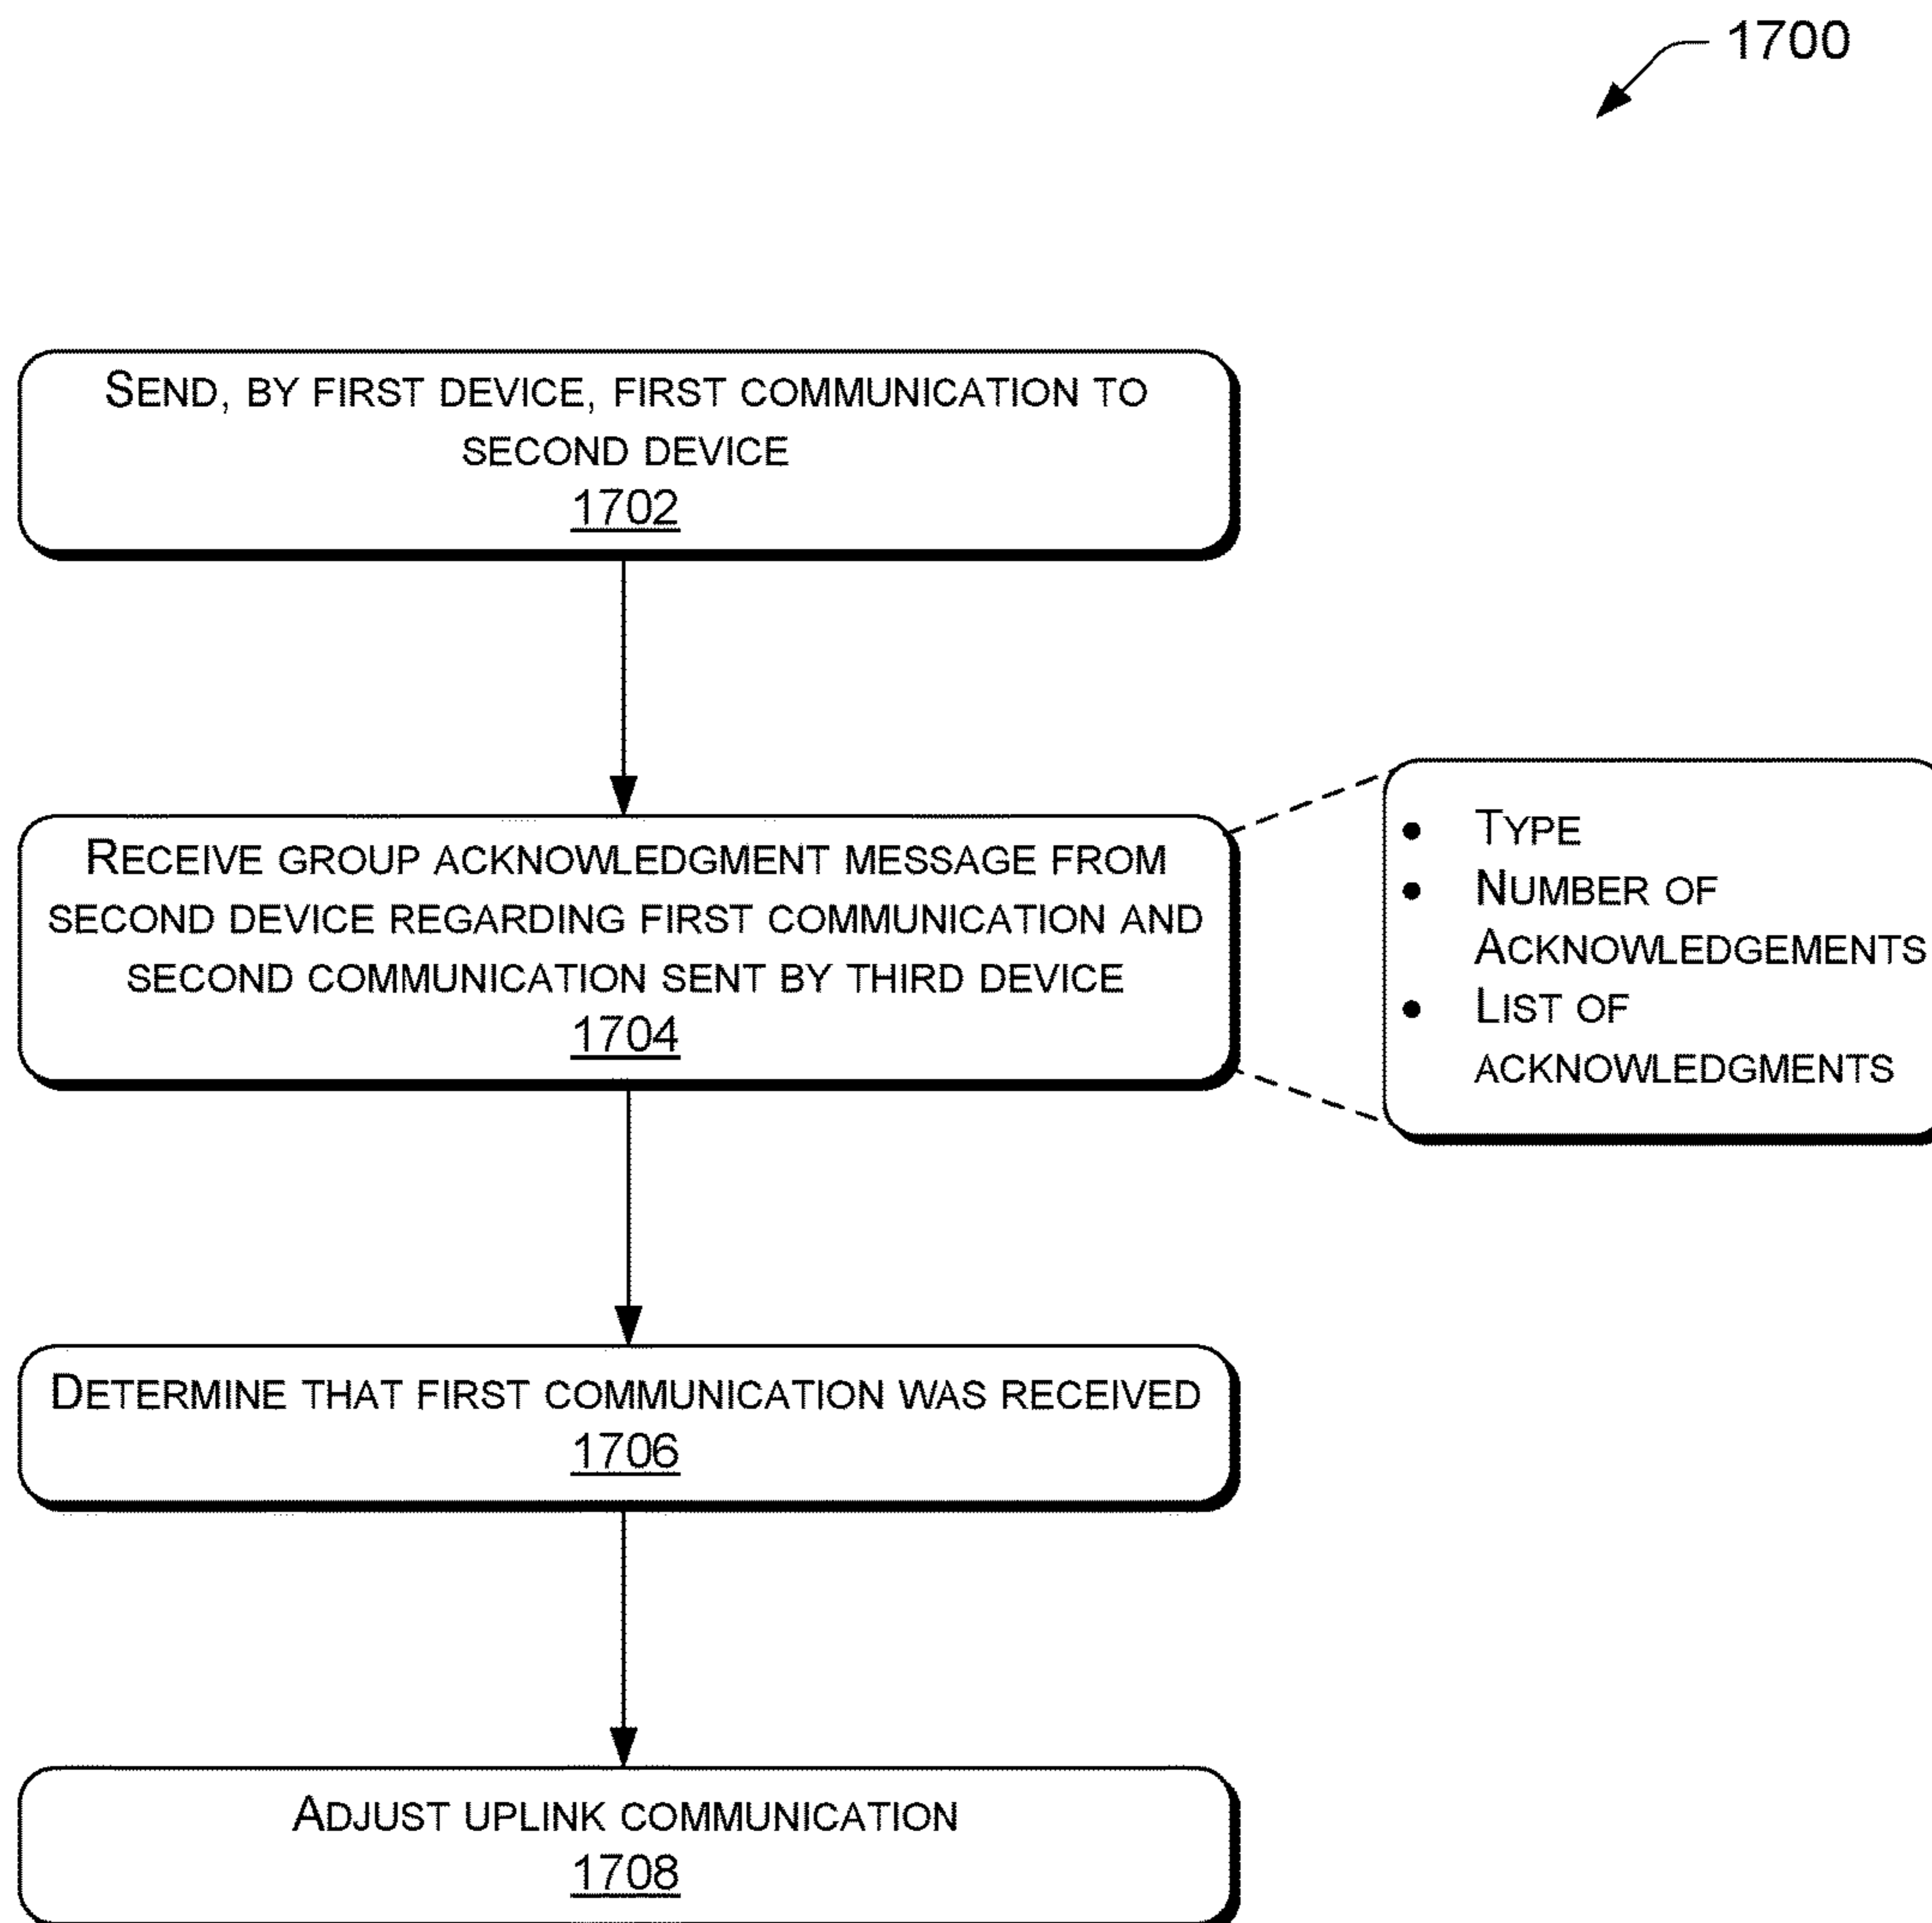 1700
SEND, BY FIRST DEVICE, FIRST COMMUNICATION TO
SECOND DEVICE
1702
RECEIVE GROUP ACKNOWLEDGMENT MESSAGE FROM
SECOND DEVICE REGARDING FIRST COMMUNICATION AND
SECOND COMMUNICATION SENT BY THIRD DEVICE
1704
• TYPE
• NUMBER OF
ACKNOWLEDGEMENTS
• LIST OF
ACKNOWLEDGMENTS
DETERMINE THAT FIRST COMMUNICATION WAS RECEIVED
1706
ADJUST UPLINK COMMUNICATION
1708